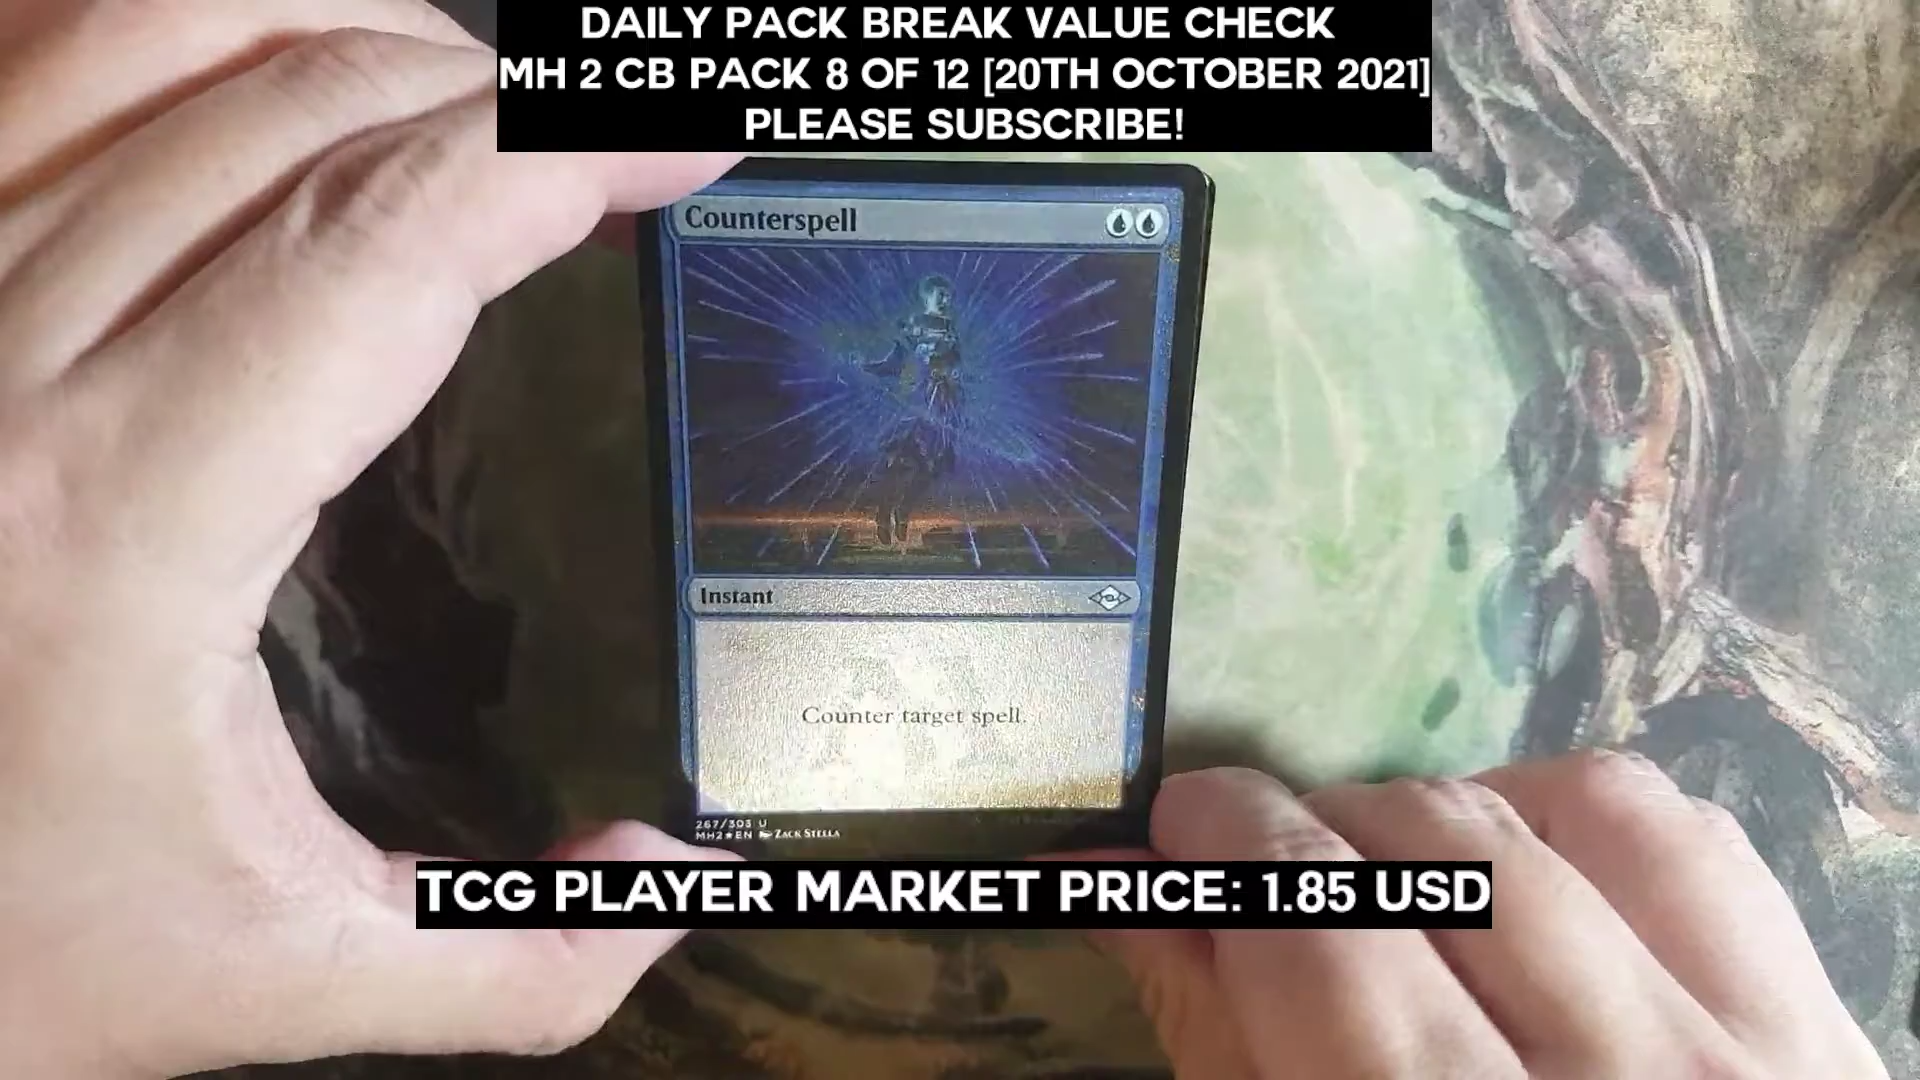 DAILY PACK BREAK VALUE CHECK
MH 2 CB PACK 8 OF 12 [20TH OCTOBER 2021]
PLEASE SUBSCRIBE!
Counterspell
Instant
Counter target spell.
267/303 U
MH2★EN ZACK STELLA
TCG PLAYER MARKET PRICE: 1.85 USD